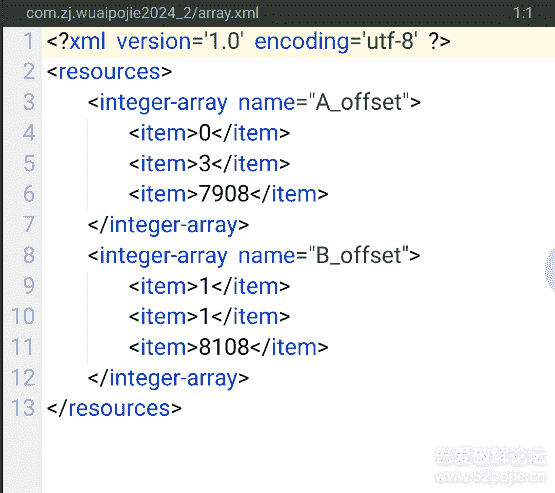 com.zj.wuaipojie2024_2/array.xml 1:1
1 <?xml version='1.0' encoding='utf-8' ?>
2 <resources>
3 <integer-array name="A_offset">
4 <item>0</item>
5 <item>3</item>
6 <item>7908</item>
7 </integer-array>
8 <integer-array name="B_offset">
9 <item>1</item>
10 <item>1</item>
11 <item>8108</item>
12 </integer-array>
13 </resources>
吾爱破解论坛
www.52pojie.cn